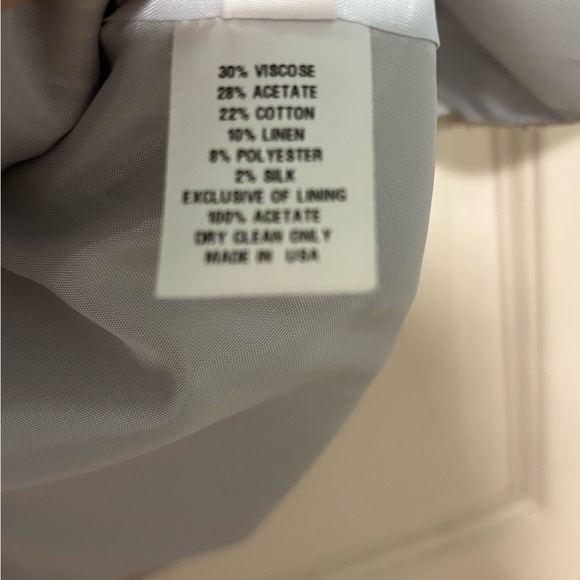 30% VISCOSE
28% ACETATE
22% COTTON
10% LINEN
8% POLYESTER
2% SILK
EXCLUSIVE OF LINING
100% ACETATE
DRY CLEAN ONLY
MADE IN USA